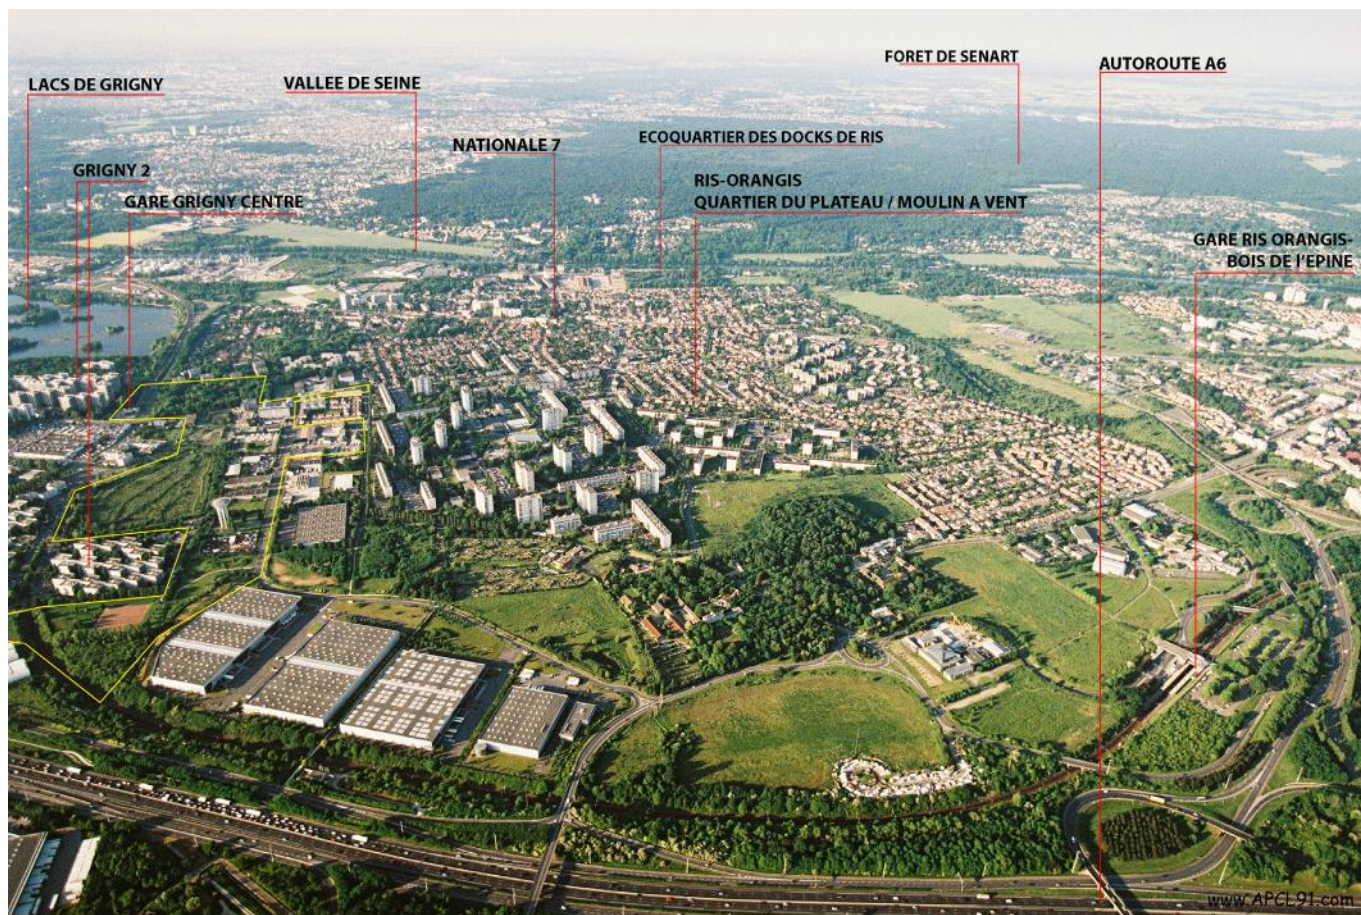 FORET DE SENART
AUTOROUTE A6
LACS DE GRIGNY
VALLEE DE SEINE
NATIONALE 7
ECOQUARTIER DES DOCKS DE RIS
GRIGNY 2
RIS-ORANGIS
QUARTIER DU PLATEAU / MOULIN A VENT
GARE GRIGNY CENTRE
GARE RIS ORANGIS-
BOIS DE l'EPINE
www.APCL91.com